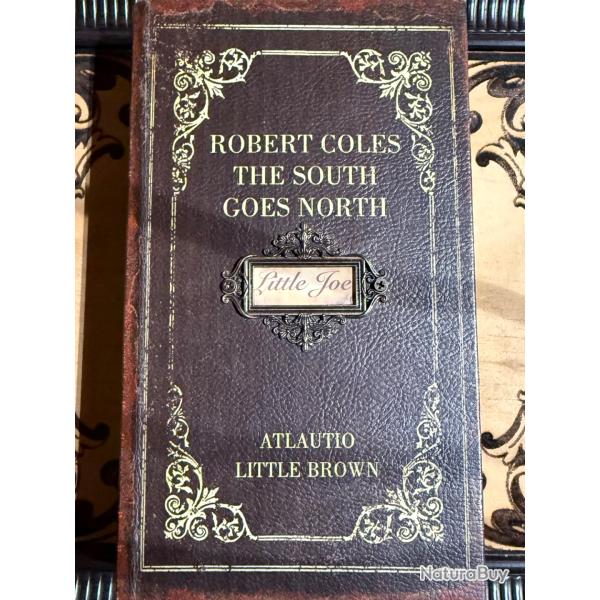 ROBERT COLES
THE SOUTH
GOES NORTH
Little Joe
ATLAUTIO
LITTLE BROWN
NaturaBuy